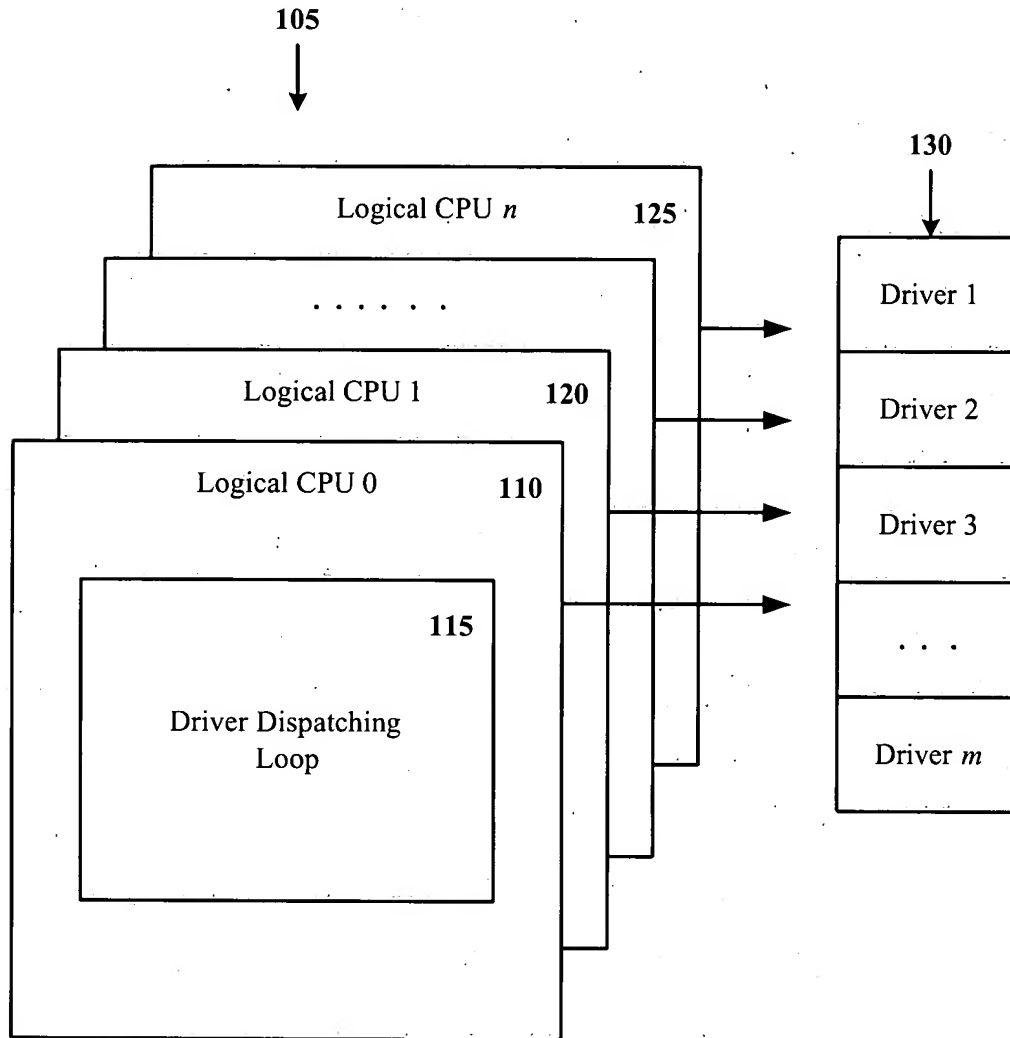 105
130
Logical CPU n
125
. . . . . .
Logical CPU 1
120
Logical CPU 0
110
115
Driver Dispatching
Loop
Driver 1
Driver 2
Driver 3
. . .
Driver m